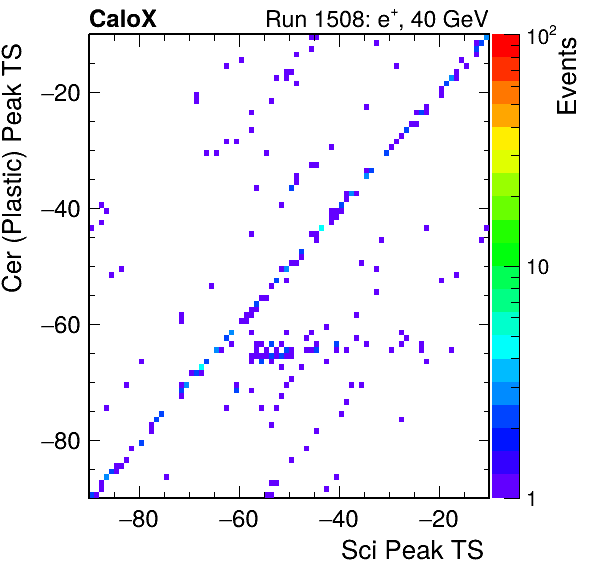 CaloX Run 1508: e⁺, 40 GeV
Cer (Plastic) Peak TS
−20
−40
−60
−80
−80 −60 −40 −20
Sci Peak TS
10²
10
1
Events